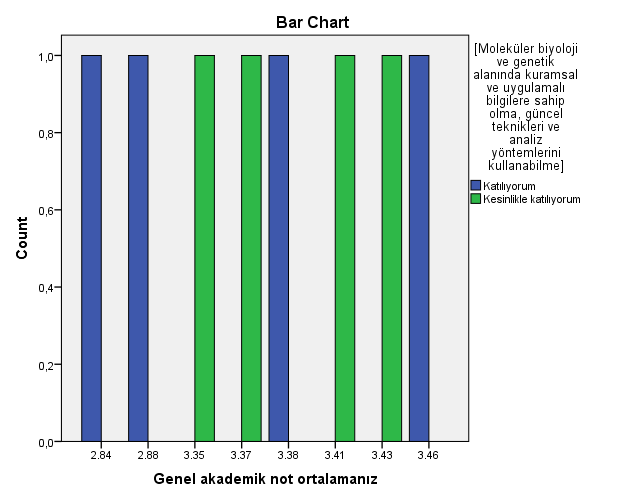 Bar Chart
[Moleküler biyoloji
ve genetik
alanında kuramsal
ve uygulamalı
bilgilere sahip
olma, güncel
teknikleri ve
analiz
yöntemlerini
kullanabilme]
Katılıyorum
Kesinlikle katılıyorum
Count
1,0
0,8
0,6
0,4
0,2
0,0
2.84 2.88 3.35 3.37 3.38 3.41 3.43 3.46
Genel akademik not ortalamanız